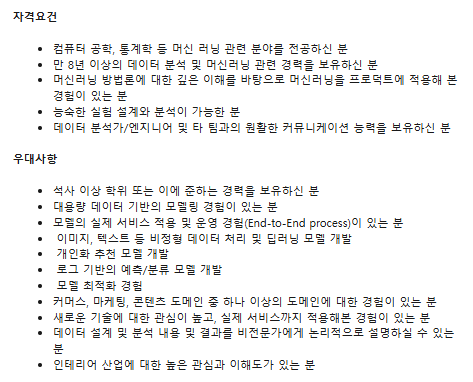 자격요건
컴퓨터 공학, 통계학 등 머신 러닝 관련 분야를 전공하신 분
만 8년 이상의 데이터 분석 및 머신러닝 관련 경력을 보유하신 분
머신러닝 방법론에 대한 깊은 이해를 바탕으로 머신러닝을 프로덕트에 적용해 본
경험이 있는 분
능숙한 실험 설계와 분석이 가능한 분
데이터 분석가/엔지니어 및 타 팀과의 원활한 커뮤니케이션 능력을 보유하신 분
우대사항
석사 이상 학위 또는 이에 준하는 경력을 보유하신 분
대용량 데이터 기반의 모델링 경험이 있는 분
모델의 실제 서비스 적용 및 운영 경험(End-to-End process)이 있는 분
이미지, 텍스트 등 비정형 데이터 처리 및 딥러닝 모델 개발
개인화 추천 모델 개발
로그 기반의 예측/분류 모델 개발
모델 최적화 경험
커머스, 마케팅, 콘텐츠 도메인 중 하나 이상의 도메인에 대한 경험이 있는 분
새로운 기술에 대한 관심이 높고, 실제 서비스까지 적용해본 경험이 있는 분
데이터 설계 및 분석 내용 및 결과를 비전문가에게 논리적으로 설명하실 수 있는
분
인테리어 산업에 대한 높은 관심과 이해도가 있는 분